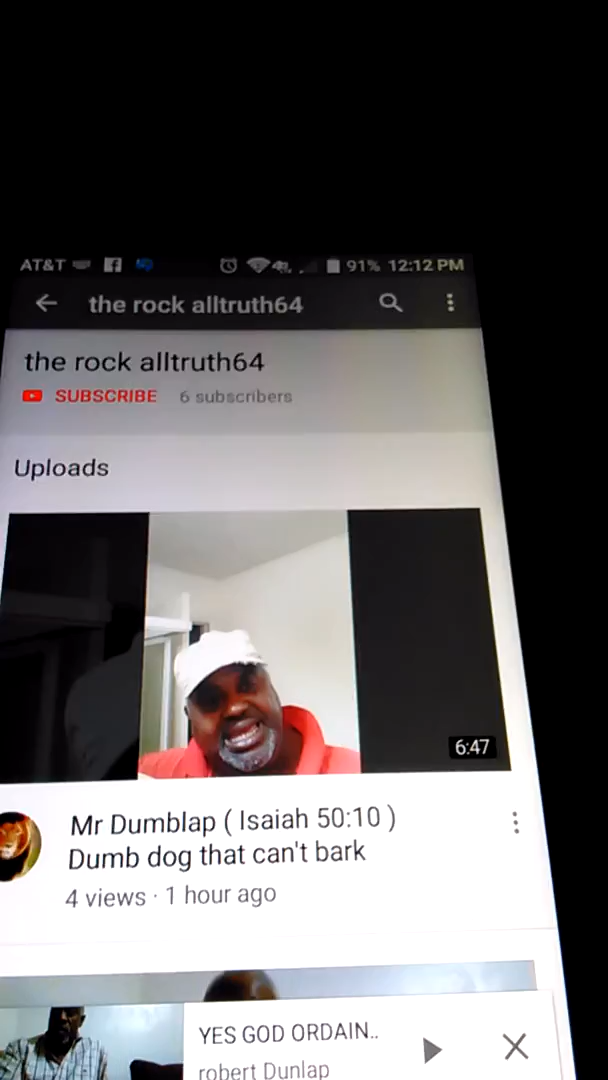 AT&T 91% 12:12 PM
the rock alltruth64
the rock alltruth64
SUBSCRIBE 6 subscribers
Uploads
6:47
Mr Dumblap ( Isaiah 50:10 )
Dumb dog that can't bark
4 views · 1 hour ago
YES GOD ORDAIN..
robert Dunlap